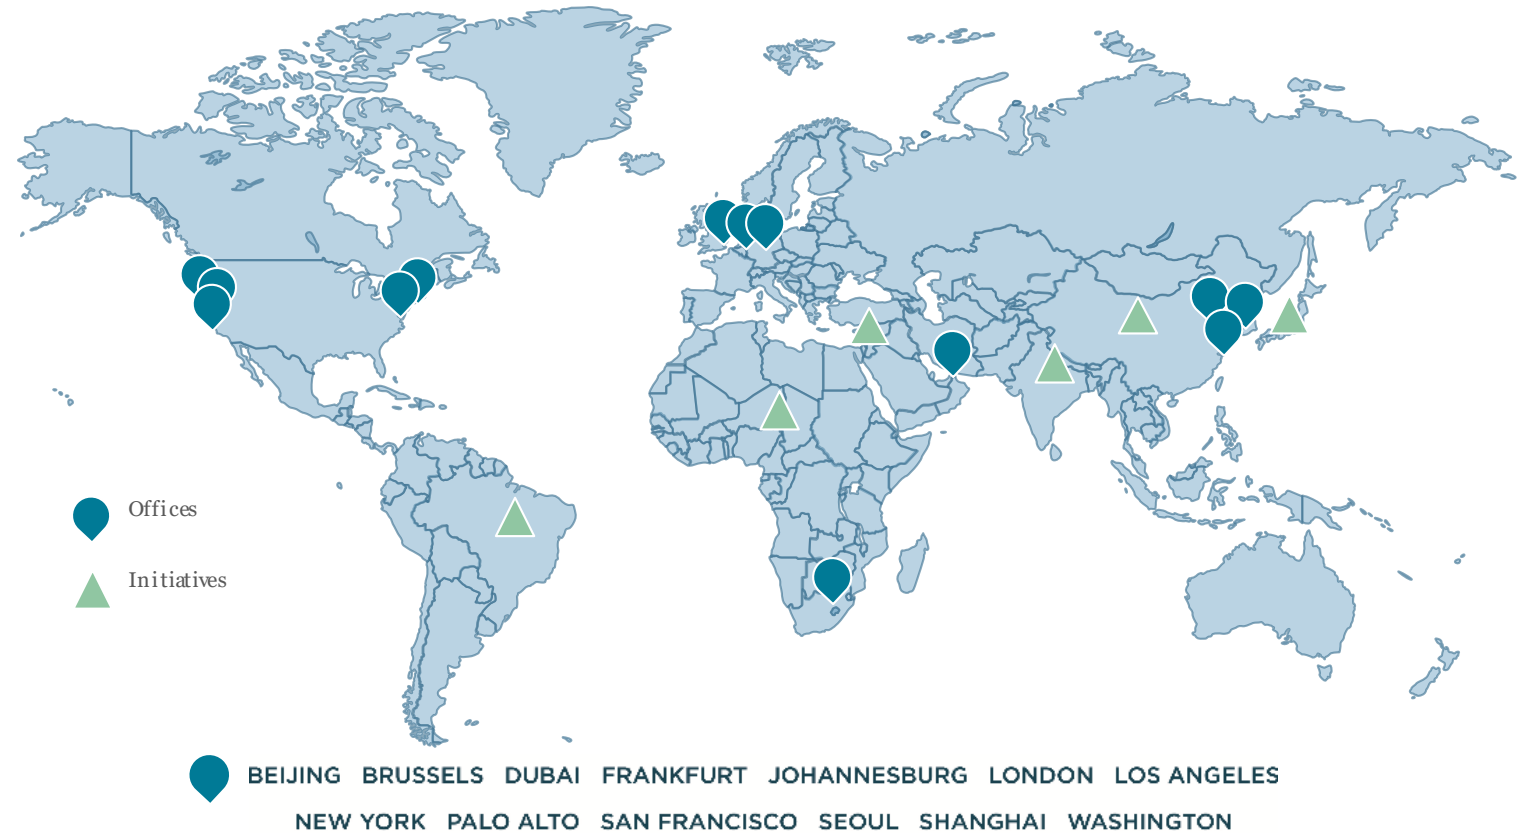 Offices
Initiatives
BEIJING BRUSSELS DUBAI FRANKFURT JOHANNESBURG LONDON LOS ANGELES
NEW YORK PALO ALTO SAN FRANCISCO SEOUL SHANGHAI WASHINGTON